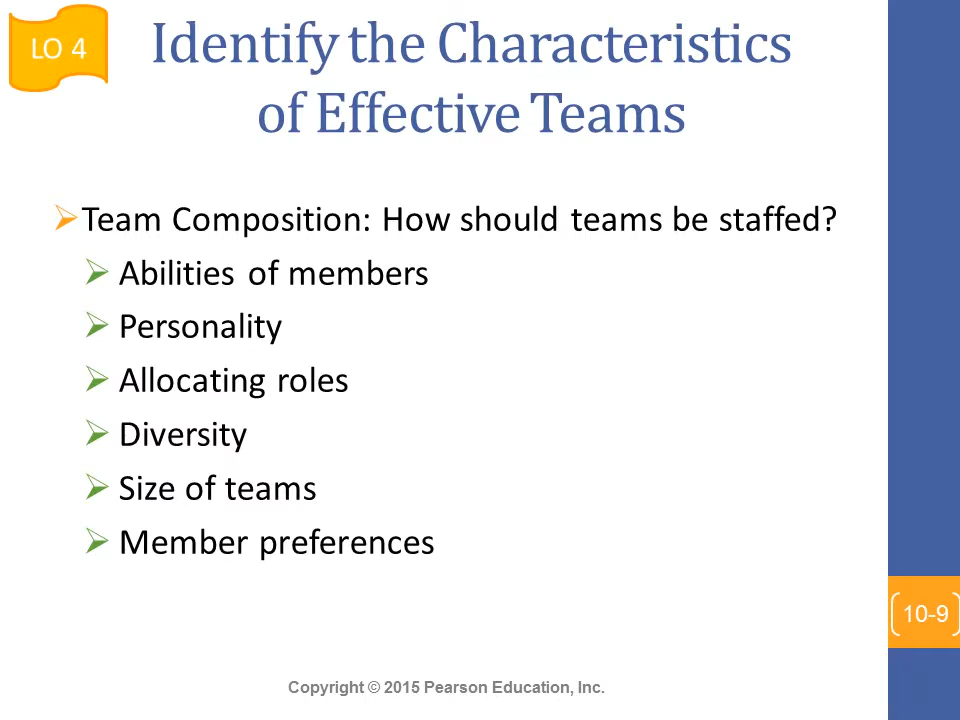 LO 4
Identify the Characteristics
of Effective Teams
Team Composition: How should teams be staffed?
Abilities of members
Personality
Allocating roles
Diversity
Size of teams
Member preferences
10-9
Copyright © 2015 Pearson Education, Inc.